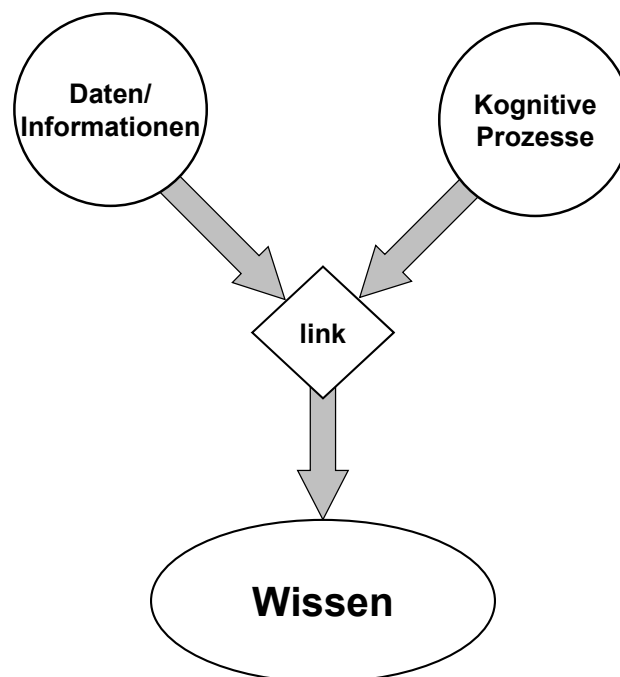 Daten/
Informationen
Kognitive
Prozesse
link
Wissen